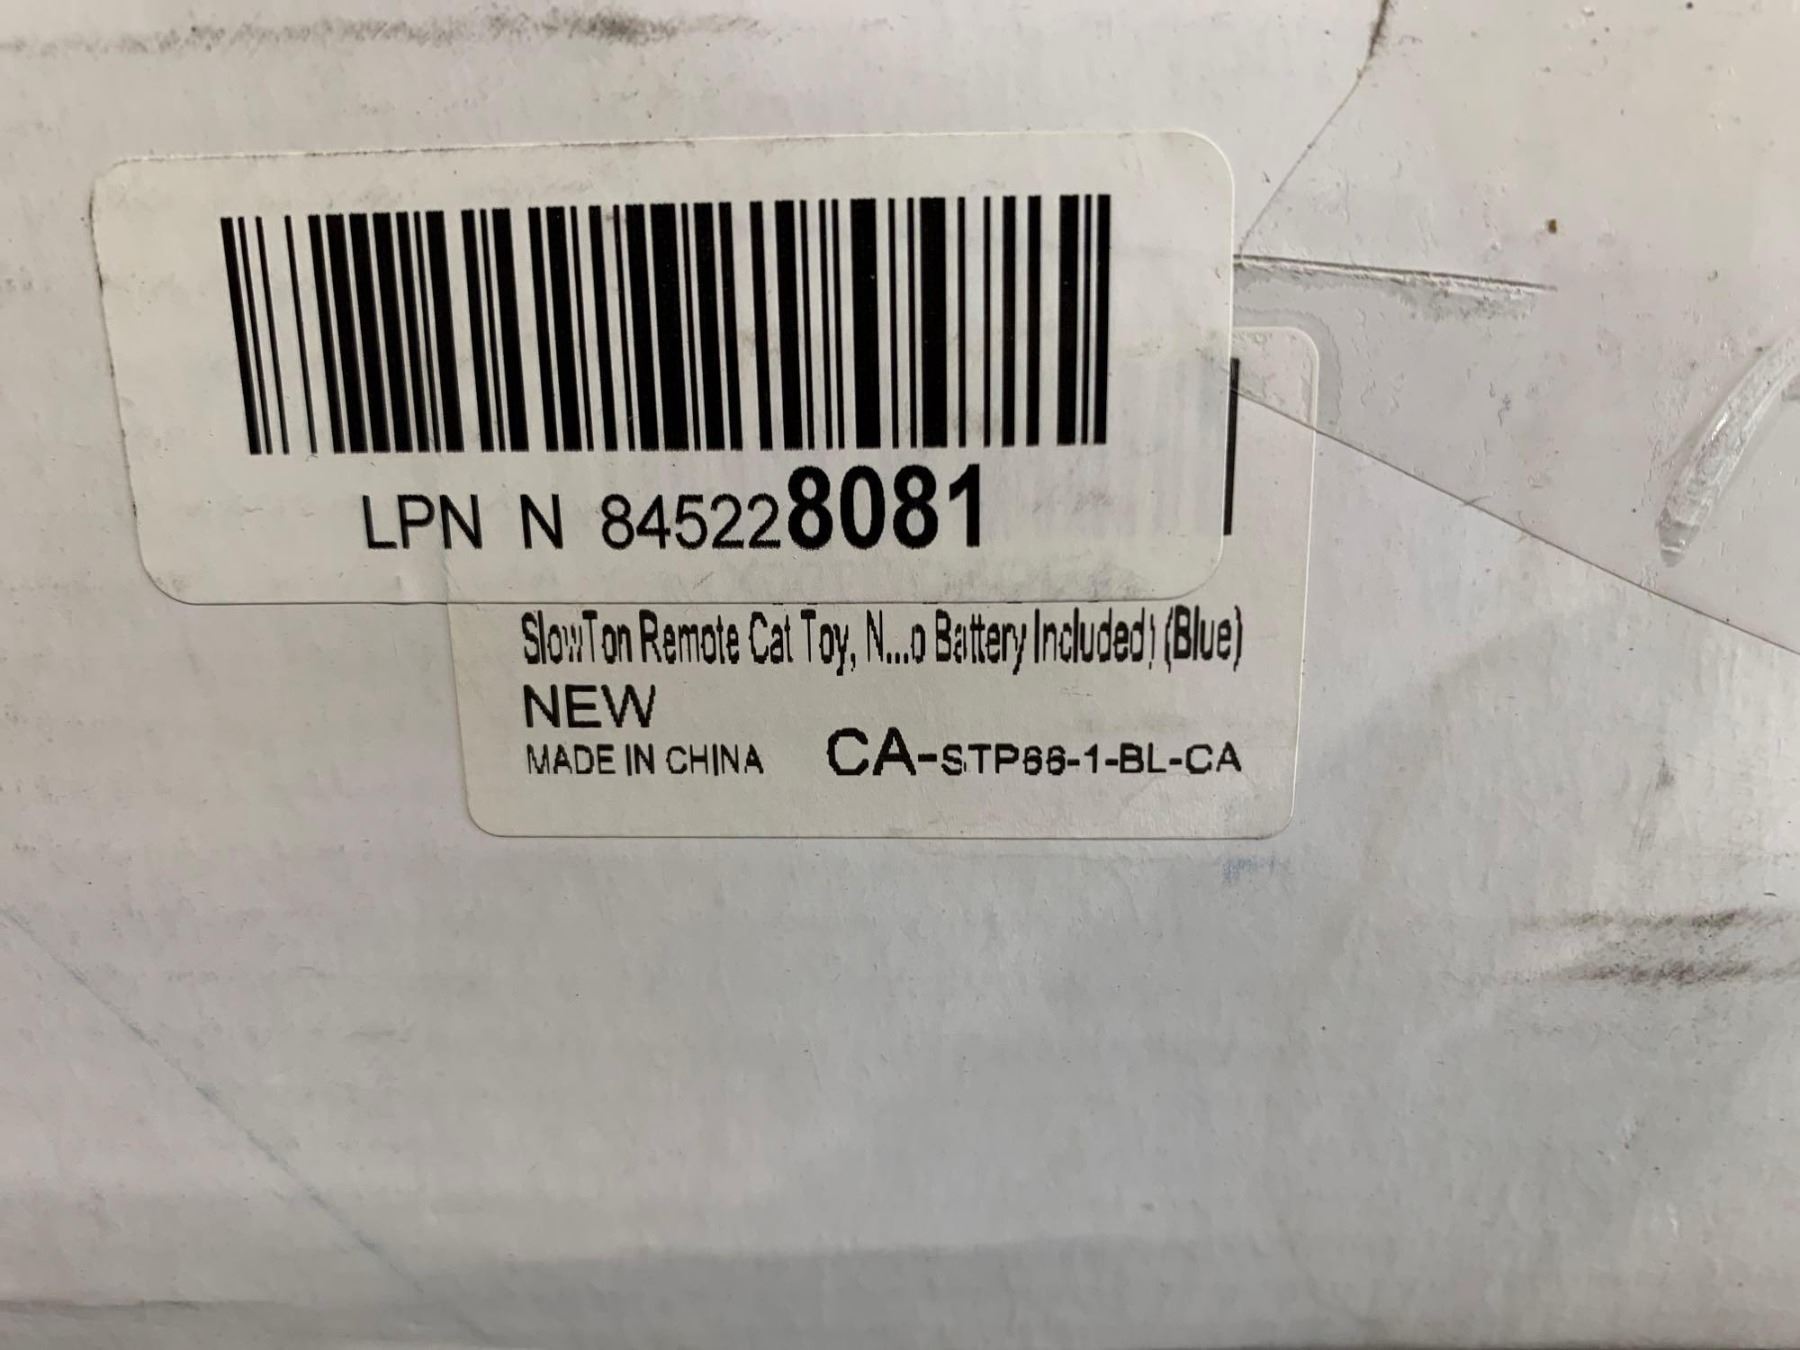 LPN N 845228081
SlowTon Remote Cat Toy, N...o Battery Included) (Blue)
NEW
MADE IN CHINA CA-STP66-1-BL-CA